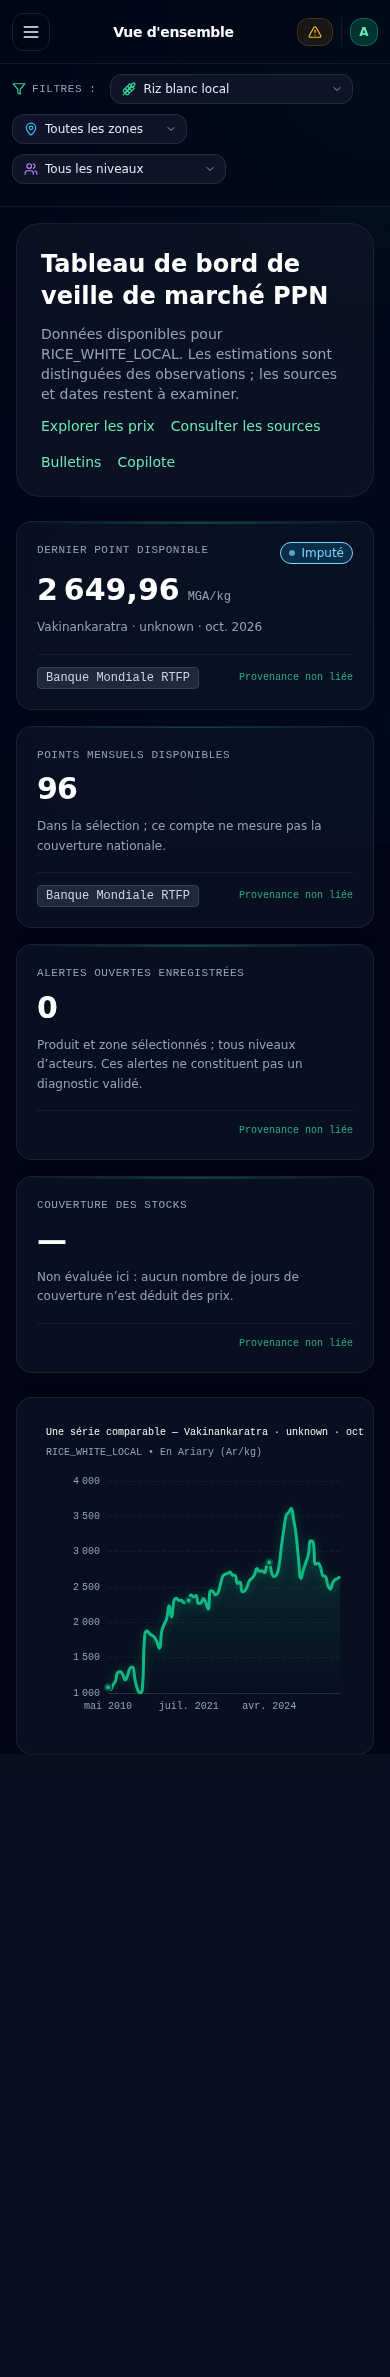 Vue d'ensemble
A
FILTRES :
Riz blanc local
Toutes les zones
Tous les niveaux
Tableau de bord de
veille de marché PPN
Données disponibles pour
RICE_WHITE_LOCAL. Les estimations sont
distinguées des observations ; les sources
et dates restent à examiner.
Explorer les prix Consulter les sources
Bulletins Copilote
DERNIER POINT DISPONIBLE
Imputé
2 649,96 MGA/kg
Vakinankaratra · unknown · oct. 2026
Banque Mondiale RTFP Provenance non liée
POINTS MENSUELS DISPONIBLES
96
Dans la sélection ; ce compte ne mesure pas la
couverture nationale.
Banque Mondiale RTFP Provenance non liée
ALERTES OUVERTES ENREGISTRÉES
0
Produit et zone sélectionnés ; tous niveaux
d’acteurs. Ces alertes ne constituent pas un
diagnostic validé.
Provenance non liée
COUVERTURE DES STOCKS
—
Non évaluée ici : aucun nombre de jours de
couverture n’est déduit des prix.
Provenance non liée
Une série comparable — Vakinankaratra · unknown · oct
RICE_WHITE_LOCAL • En Ariary (Ar/kg)
4 000
3 500
3 000
2 500
2 000
1 500
1 000
mai 2010 juil. 2021 avr. 2024